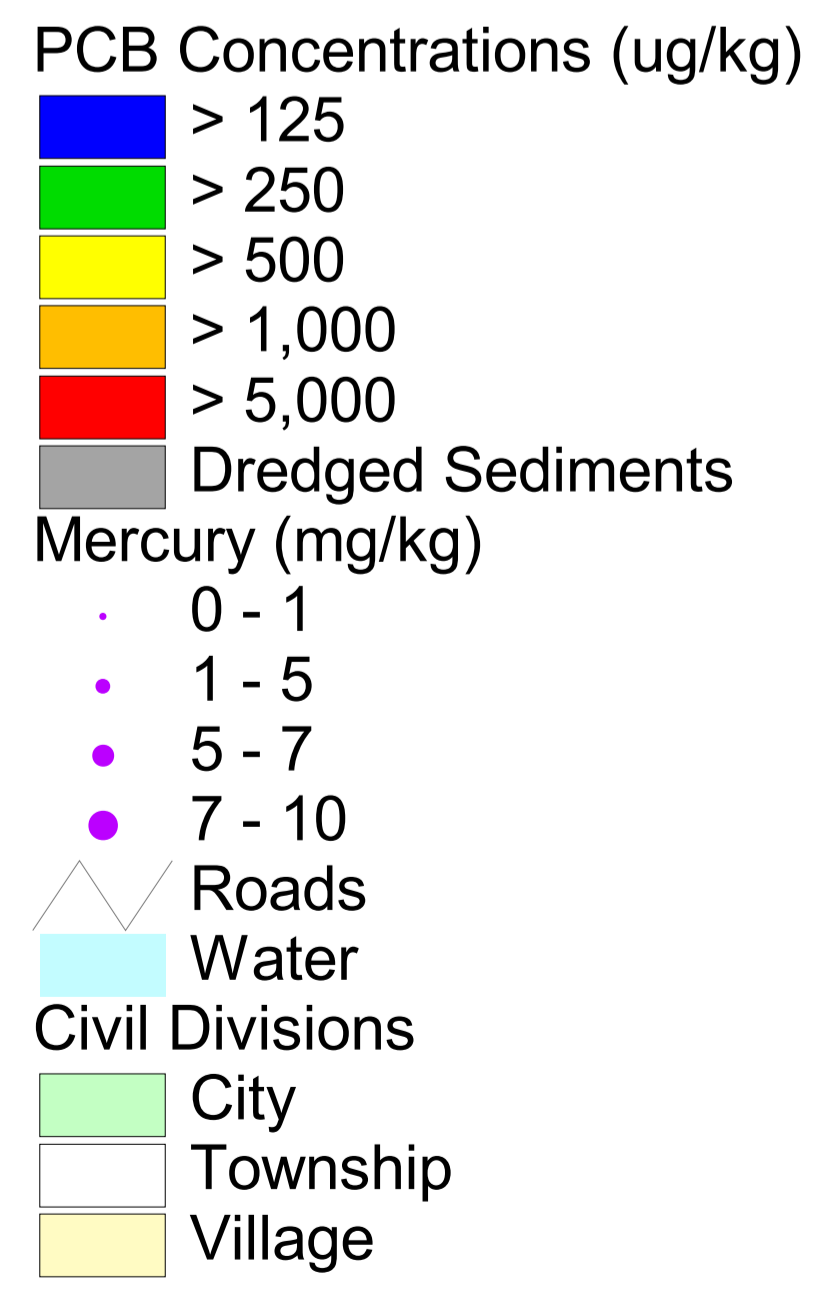 PCB Concentrations (ug/kg)
> 125
> 250
> 500
> 1,000
> 5,000
Dredged Sediments
Mercury (mg/kg)
0 - 1
1 - 5
5 - 7
7 - 10
Roads
Water
Civil Divisions
City
Township
Village